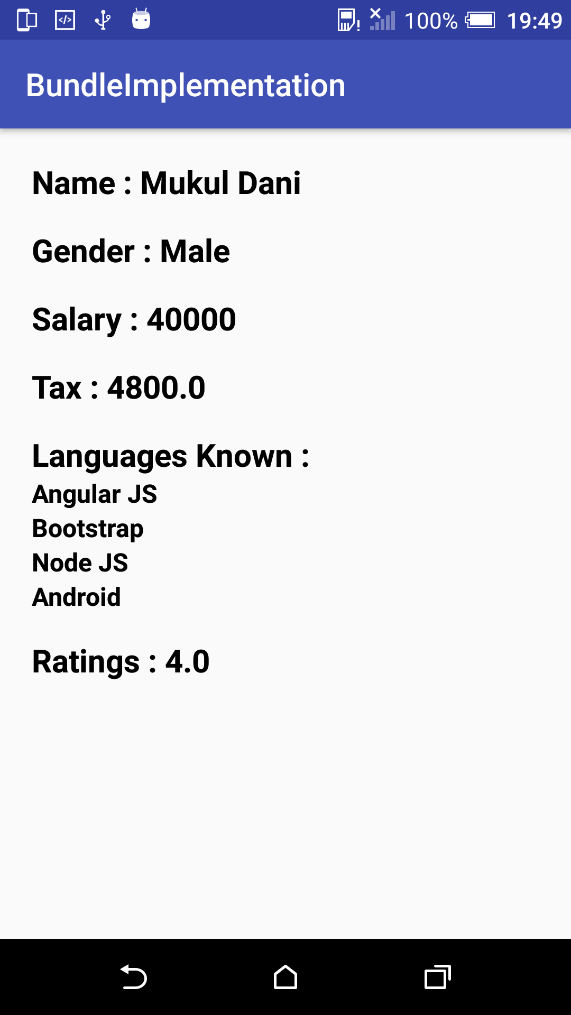 100% 19:49
BundleImplementation
Name : Mukul Dani
Gender : Male
Salary : 40000
Tax : 4800.0
Languages Known :
Angular JS
Bootstrap
Node JS
Android
Ratings : 4.0